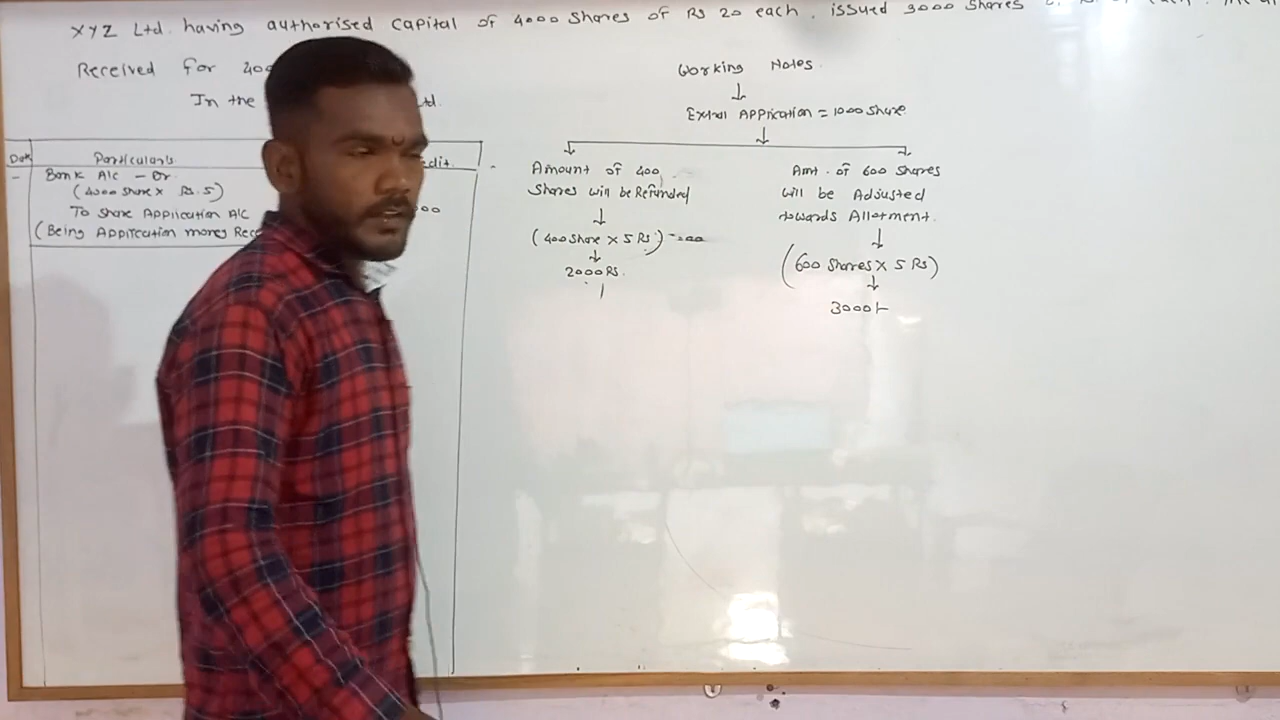 XYZ Ltd. having authorised capital of 4000 Shares of Rs 20 each. issued 3000 Shares
Received for 400
In the
Ltd.
Date Particulars
edit.
- Bank A/c - Dr.
(4000 Share x Rs. 5)
To Share Application A/c
(Being Application money Rec
00
Working Notes.
Extra Application = 1000 Share.
Amount of 400
Shares will be Refunded
(400 Share x 5 Rs)
2000 Rs.
Amt. of 600 Shares
will be Adjusted
towards Allotment.
(600 Shares x 5 Rs)
3000/-